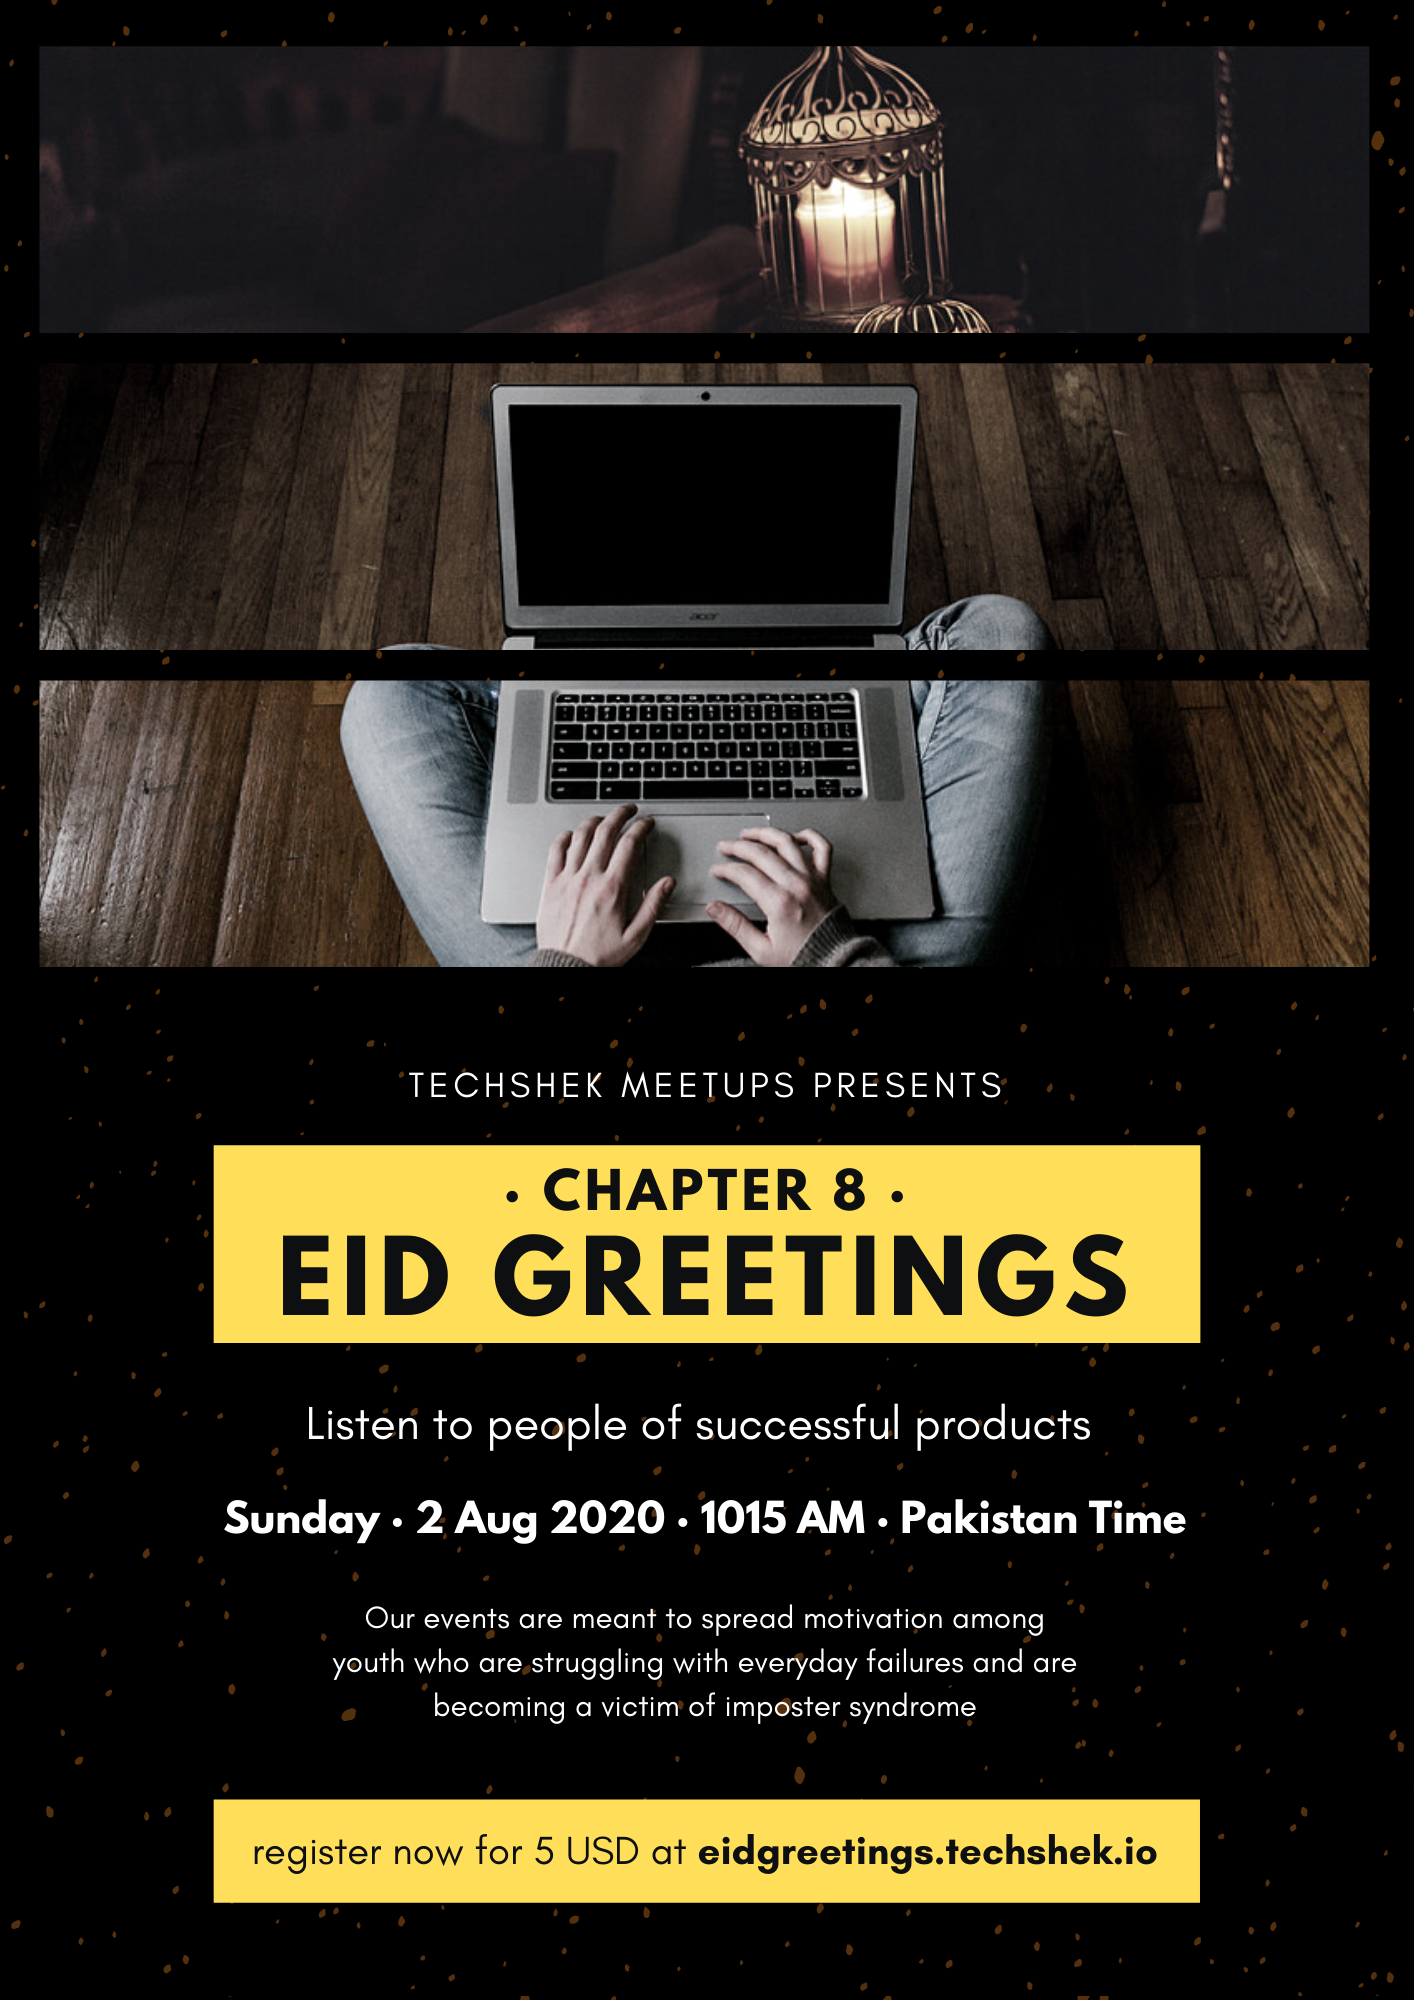 acer
TECHSHEK MEETUPS PRESENTS
• CHAPTER 8 •
EID GREETINGS
Listen to people of successful products
Sunday • 2 Aug 2020 • 1015 AM • Pakistan Time
Our events are meant to spread motivation among
youth who are struggling with everyday failures and are
becoming a victim of imposter syndrome
register now for 5 USD at eidgreetings.techshek.io